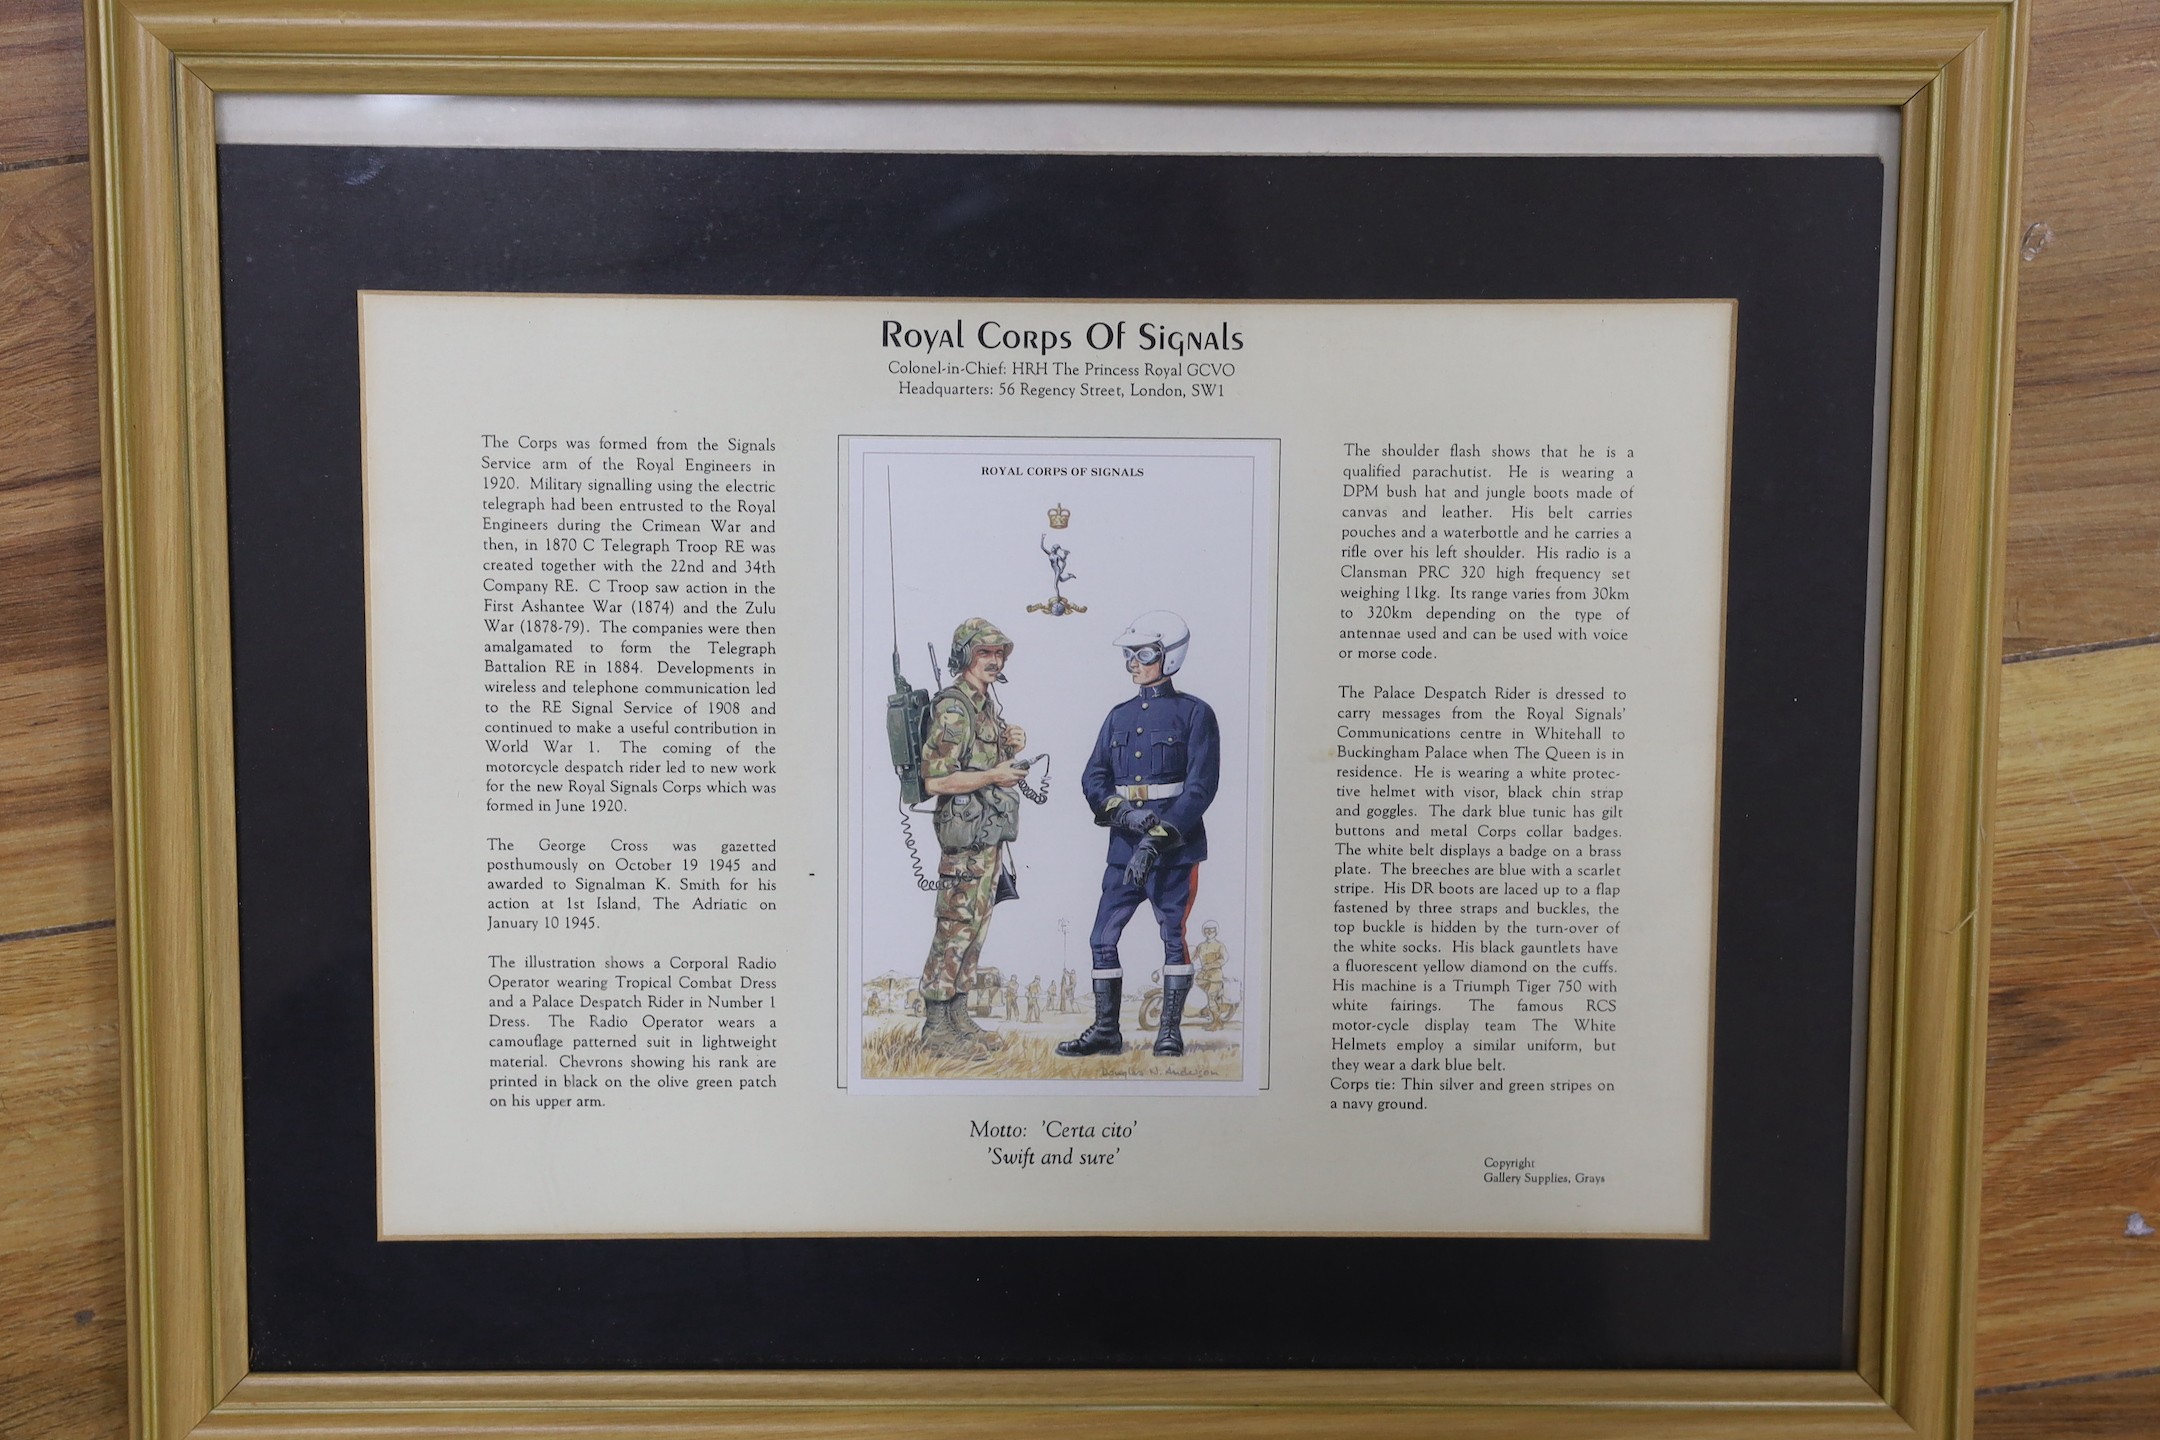 Royal Corps Of Signals
Colonel-in-Chief: HRH The Princess Royal GCVO
Headquarters: 56 Regency Street, London, SW1
The Corps was formed from the Signals
Service arm of the Royal Engineers in
1920. Military signalling using the electric
telegraph had been entrusted to the Royal
Engineers during the Crimean War and
then, in 1870 C Telegraph Troop RE was
created together with the 22nd and 34th
Company RE. C Troop saw action in the
First Ashantee War (1874) and the Zulu
War (1878-79). The companies were then
amalgamated to form the Telegraph
Battalion RE in 1884. Developments in
wireless and telephone communication led
to the RE Signal Service of 1908 and
continued to make a useful contribution in
World War 1. The coming of the
motorcycle despatch rider led to new work
for the new Royal Signals Corps which was
formed in June 1920.
The George Cross was gazetted
posthumously on October 19 1945 and
awarded to Signalman K. Smith for his
action at 1st Island, The Adriatic on
January 10 1945.
The illustration shows a Corporal Radio
Operator wearing Tropical Combat Dress
and a Palace Despatch Rider in Number 1
Dress. The Radio Operator wears a
camouflage patterned suit in lightweight
material. Chevrons showing his rank are
printed in black on the olive green patch
on his upper arm.
ROYAL CORPS OF SIGNALS
Douglas N. Anderson
Motto: 'Certa cito'
'Swift and sure'
The shoulder flash shows that he is a
qualified parachutist. He is wearing a
DPM bush hat and jungle boots made of
canvas and leather. His belt carries
pouches and a waterbottle and he carries a
rifle over his left shoulder. His radio is a
Clansman PRC 320 high frequency set
weighing 11kg. Its range varies from 30km
to 320km depending on the type of
antennae used and can be used with voice
or morse code.
The Palace Despatch Rider is dressed to
carry messages from the Royal Signals'
Communications centre in Whitehall to
Buckingham Palace when The Queen is in
residence. He is wearing a white protec-
tive helmet with visor, black chin strap
and goggles. The dark blue tunic has gilt
buttons and metal Corps collar badges.
The white belt displays a badge on a brass
plate. The breeches are blue with a scarlet
stripe. His DR boots are laced up to a flap
fastened by three straps and buckles, the
top buckle is hidden by the turn-over of
the white socks. His black gauntlets have
a fluorescent yellow diamond on the cuffs.
His machine is a Triumph Tiger 750 with
white fairings. The famous RCS
motor-cycle display team The White
Helmets employ a similar uniform, but
they wear a dark blue belt.
Corps tie: Thin silver and green stripes on
a navy ground.
Copyright
Gallery Supplies, Grays